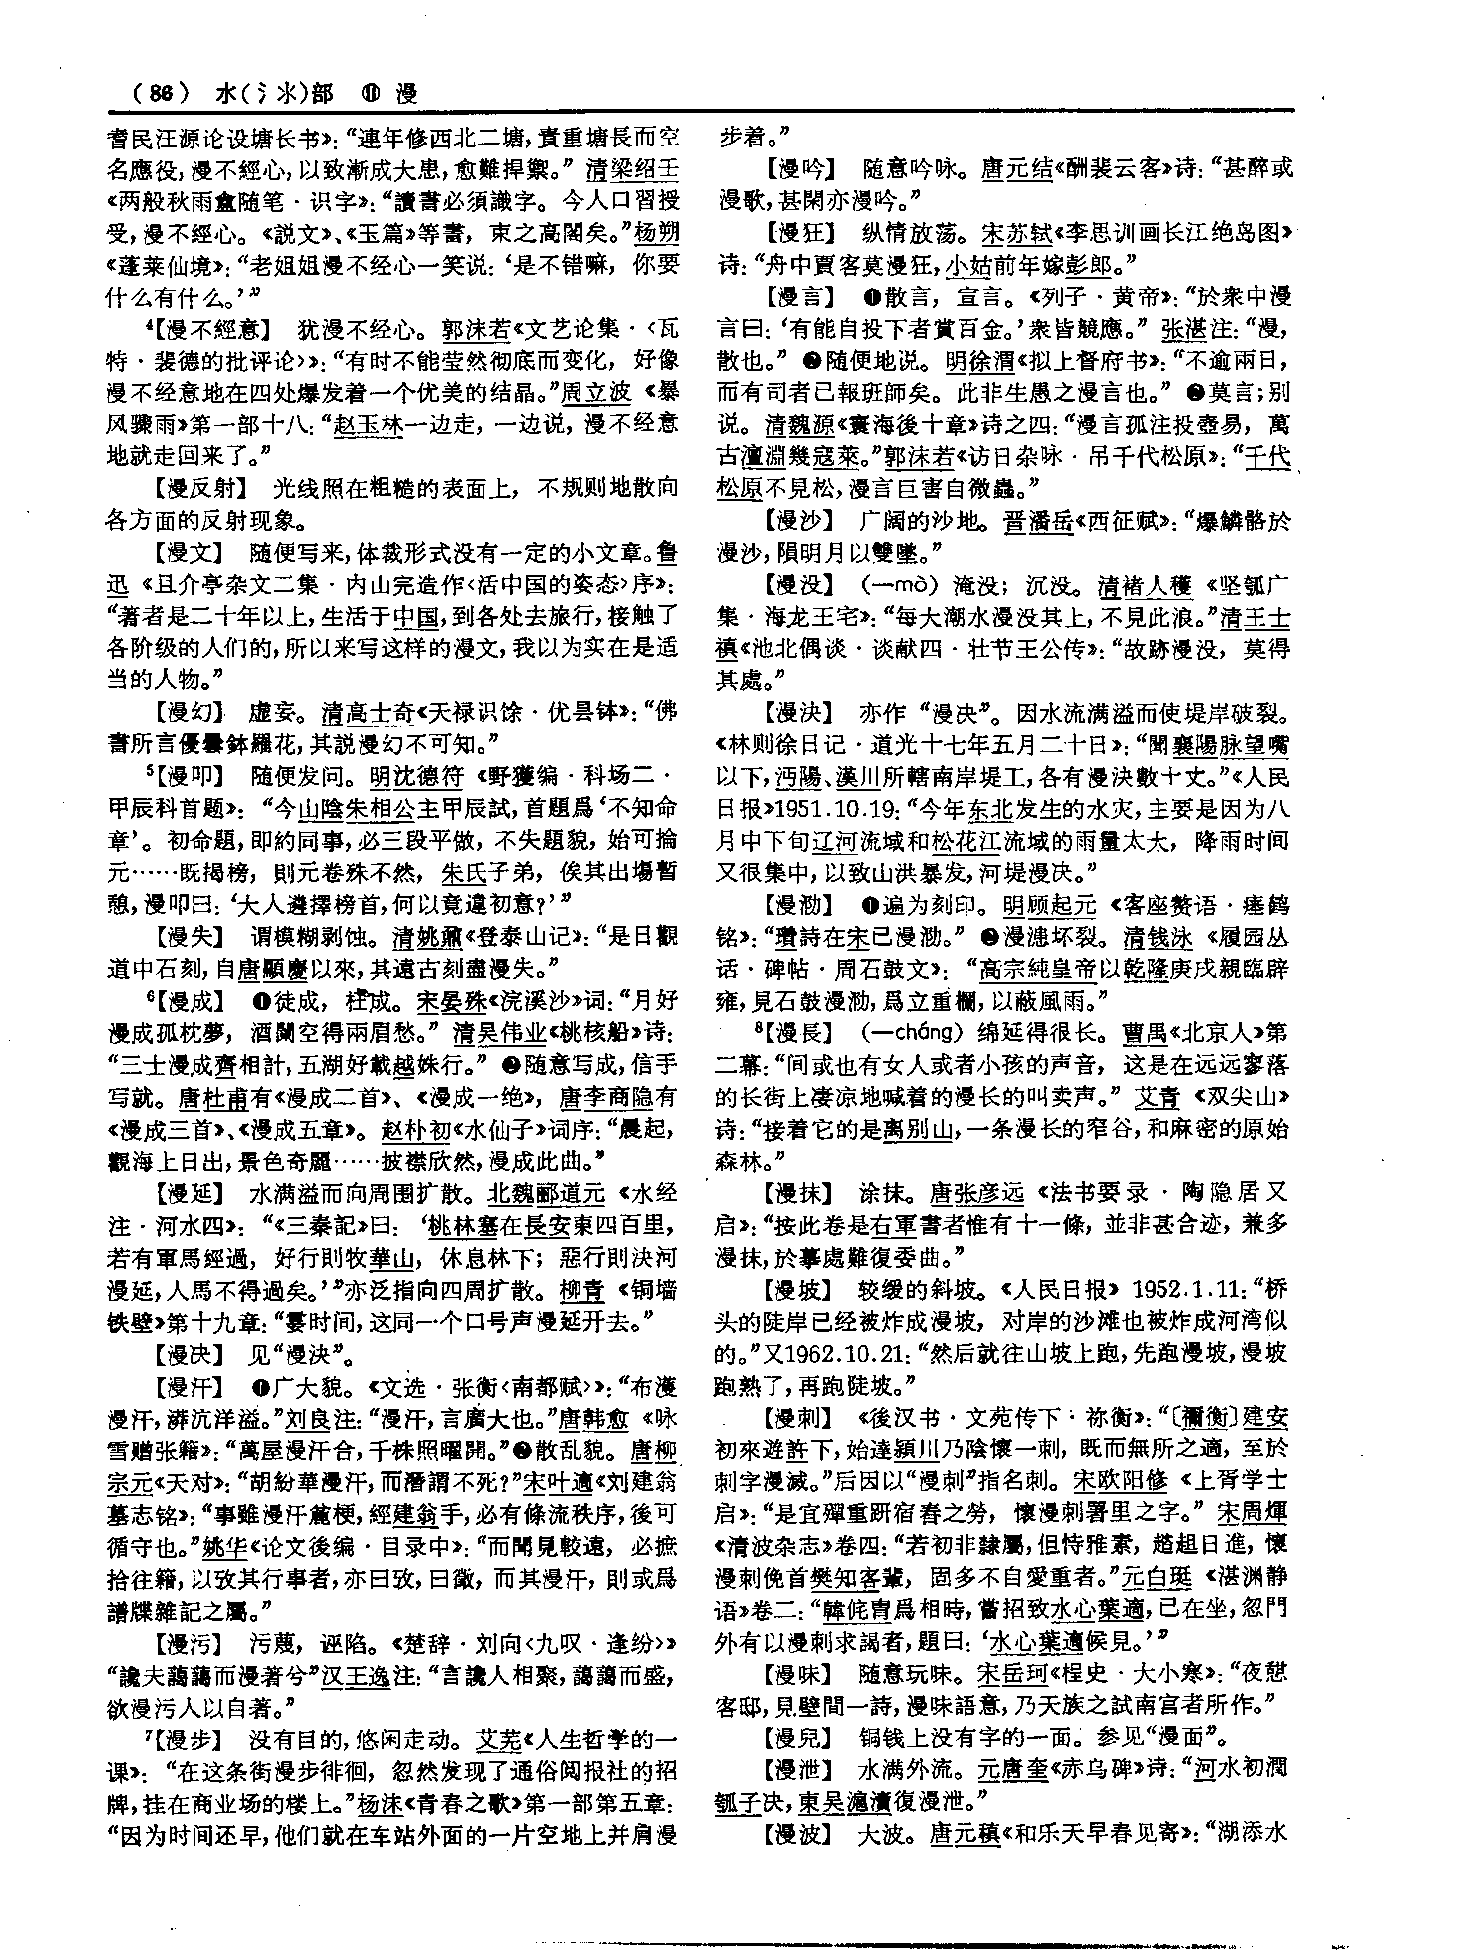 （86） 水(氵氺)部 ⑪ 漫
耆民汪源论设塘长书》：“連年修西北二塘，責重塘長而空
名應役，漫不經心，以致漸成大患，愈難捍禦。”清梁绍壬
《两般秋雨盦随笔·识字》：“讀書必須識字。今人口習授
受，漫不經心。《説文》、《玉篇》等書，束之高閣矣。”杨朔
《蓬莱仙境》：“老姐姐漫不经心一笑说：‘是不错嘛，你要
什么有什么。’”
⁴【漫不經意】 犹漫不经心。郭沫若《文艺论集·〈瓦
特·裴德的批评论〉》：“有时不能莹然彻底而变化，好像
漫不经意地在四处爆发着一个优美的结晶。”周立波《暴
风骤雨》第一部十八：“赵玉林一边走，一边说，漫不经意
地就走回来了。”
【漫反射】 光线照在粗糙的表面上，不规则地散向
各方面的反射现象。
【漫文】 随便写来，体裁形式没有一定的小文章。鲁
迅《且介亭杂文二集·内山完造作〈活中国的姿态〉序》：
“著者是二十年以上，生活于中国，到各处去旅行，接触了
各阶级的人们的，所以来写这样的漫文，我以为实在是适
当的人物。”
【漫幻】 虚妄。清高士奇《天禄识馀·优昙钵》：“佛
書所言優曇鉢羅花，其説漫幻不可知。”
⁵【漫叩】 随便发问。明沈德符《野獲编·科场二·
甲辰科首题》：“今山陰朱相公主甲辰試，首題爲‘不知命
章’。初命題，即約同事，必三段平做，不失題貌，始可掄
元……既揭榜，則元卷殊不然，朱氏子弟，俟其出場暫
憩，漫叩曰：‘大人遴擇榜首，何以竟違初意？’”
【漫失】 谓模糊剥蚀。清姚鼐《登泰山记》：“是日觀
道中石刻，自唐顯慶以來，其遠古刻盡漫失。”
⁶【漫成】 ❶徒成，枉成。宋晏殊《浣溪沙》词：“月好
漫成孤枕夢，酒闌空得兩眉愁。”清吴伟业《桃核船》诗：
“三士漫成齊相計，五湖好載越姝行。”❷随意写成，信手
写就。唐杜甫有《漫成二首》、《漫成一绝》，唐李商隐有
《漫成三首》、《漫成五章》。赵朴初《水仙子》词序：“晨起，
觀海上日出，景色奇麗……披襟欣然，漫成此曲。”
【漫延】 水满溢而向周围扩散。北魏郦道元《水经
注·河水四》：“《三秦記》曰：‘桃林塞在長安東四百里，
若有軍馬經過，好行則牧華山，休息林下；惡行則決河
漫延，人馬不得過矣。’”亦泛指向四周扩散。柳青《铜墙
铁壁》第十九章：“霎时间，这同一个口号声漫延开去。”
【漫决】 见“漫決”。
【漫汗】 ❶广大貌。《文选·张衡〈南都赋〉》：“布濩
漫汗，漭沆洋溢。”刘良注：“漫汗，言廣大也。”唐韩愈《咏
雪赠张籍》：“萬屋漫汗合，千株照曜開。”❷散乱貌。唐柳
宗元《天对》：“胡紛華漫汗，而潛謂不死？”宋叶適《刘建翁
墓志铭》：“事雖漫汗麄梗，經建翁手，必有條流秩序，後可
循守也。”姚华《论文後编·目录中》：“而聞見較遠，必摭
拾往籍，以攷其行事者，亦曰攷，曰徵，而其漫汗，則或爲
譜牒雜記之屬。”
【漫污】 污蔑，诬陷。《楚辞·刘向〈九叹·逢纷〉》
“讒夫藹藹而漫著兮”汉王逸注：“言讒人相聚，藹藹而盛，
欲漫污人以自著。”
⁷【漫步】 没有目的，悠闲走动。艾芜《人生哲学的一
课》：“在这条街漫步徘徊，忽然发现了通俗阅报社的招
牌，挂在商业场的楼上。”杨沫《青春之歌》第一部第五章：
“因为时间还早，他们就在车站外面的一片空地上并肩漫
步着。”
【漫吟】 随意吟咏。唐元结《酬裴云客》诗：“甚醉或
漫歌，甚閑亦漫吟。”
【漫狂】 纵情放荡。宋苏轼《李思训画长江绝岛图》
诗：“舟中賈客莫漫狂，小姑前年嫁彭郎。”
【漫言】 ❶散言，宣言。《列子·黄帝》：“於衆中漫
言曰：‘有能自投下者賞百金。’衆皆競應。”张湛注：“漫，
散也。”❷随便地说。明徐渭《拟上督府书》：“不逾兩日，
而有司者已報班師矣。此非生愚之漫言也。”❸莫言；别
说。清魏源《寰海後十章》诗之四：“漫言孤注投壺易，萬
古澶淵幾寇萊。”郭沫若《访日杂咏·吊千代松原》：“千代
松原不見松，漫言巨害自微蟲。”
【漫沙】 广阔的沙地。晋潘岳《西征赋》：“爆鱗骼於
漫沙，隕明月以雙墜。”
【漫没】 （—mò）淹没；沉没。清褚人穫《坚瓠广
集·海龙王宅》：“每大潮水漫没其上，不見此浪。”清王士
禛《池北偶谈·谈献四·壮节王公传》：“故跡漫没，莫得
其處。”
【漫決】 亦作“漫决”。因水流满溢而使堤岸破裂。
《林则徐日记·道光十七年五月二十日》：“聞襄陽脉望嘴
以下，沔陽、漢川所轄南岸堤工，各有漫決數十丈。”《人民
日报》1951.10.19：“今年东北发生的水灾，主要是因为八
月中下旬辽河流域和松花江流域的雨量太大，降雨时间
又很集中，以致山洪暴发，河堤漫决。”
【漫泐】 ❶遍为刻印。明顾起元《客座赘语·瘗鹤
铭》：“瓚詩在宋已漫泐。”❷漫漶坏裂。清钱泳《履园丛
话·碑帖·周石鼓文》：“高宗純皇帝以乾隆庚戌親臨辟
雍，見石鼓漫泐，爲立重欄，以蔽風雨。”
⁸【漫長】 （—cháng）绵延得很长。曹禺《北京人》第
二幕：“间或也有女人或者小孩的声音，这是在远远寥落
的长街上凄凉地喊着的漫长的叫卖声。”艾青《双尖山》
诗：“接着它的是离别山，一条漫长的窄谷，和麻密的原始
森林。”
【漫抹】 涂抹。唐张彦远《法书要录·陶隐居又
启》：“按此卷是右軍書者惟有十一條，並非甚合迹，兼多
漫抹，於摹處難復委曲。”
【漫坡】 较缓的斜坡。《人民日报》1952.1.11：“桥
头的陡岸已经被炸成漫坡，对岸的沙滩也被炸成河湾似
的。”又1962.10.21：“然后就往山坡上跑，先跑漫坡，漫坡
跑熟了，再跑陡坡。”
【漫刺】 《後汉书·文苑传下·祢衡》：“〔禰衡〕建安
初來遊許下，始達潁川乃陰懷一刺，既而無所之適，至於
刺字漫滅。”后因以“漫刺”指名刺。宋欧阳修《上胥学士
启》：“是宜殫重趼宿舂之勞，懷漫刺署里之字。”宋周煇
《清波杂志》卷四：“若初非隸屬，但恃雅素，趦趄日進，懷
漫刺俛首樊知客輩，固多不自愛重者。”元白珽《湛渊静
语》卷二：“韓侂胄爲相時，嘗招致水心葉適，已在坐，忽門
外有以漫刺求謁者，題曰：‘水心葉適候見。’”
【漫味】 随意玩味。宋岳珂《桯史·大小寒》：“夜憇
客邸，見壁間一詩，漫味語意，乃天族之試南宫者所作。”
【漫兒】 铜钱上没有字的一面。参见“漫面”。
【漫泄】 水满外流。元唐奎《赤乌碑》诗：“河水初潤
瓠子决，東吴滬瀆復漫泄。”
【漫波】 大波。唐元稹《和乐天早春见寄》：“湖添水